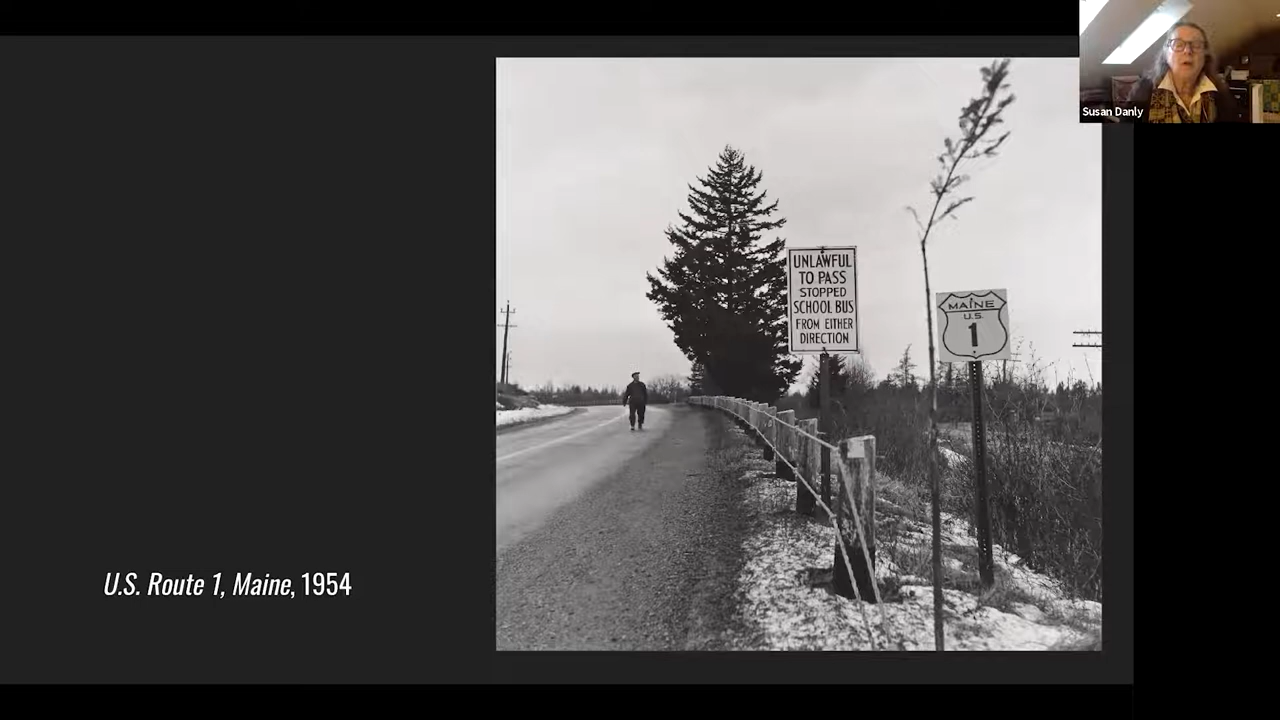 Susan Danly
UNLAWFUL
TO PASS
STOPPED
SCHOOL BUS
FROM EITHER
DIRECTION
MAINE
U.S.
1
U.S. Route 1, Maine, 1954